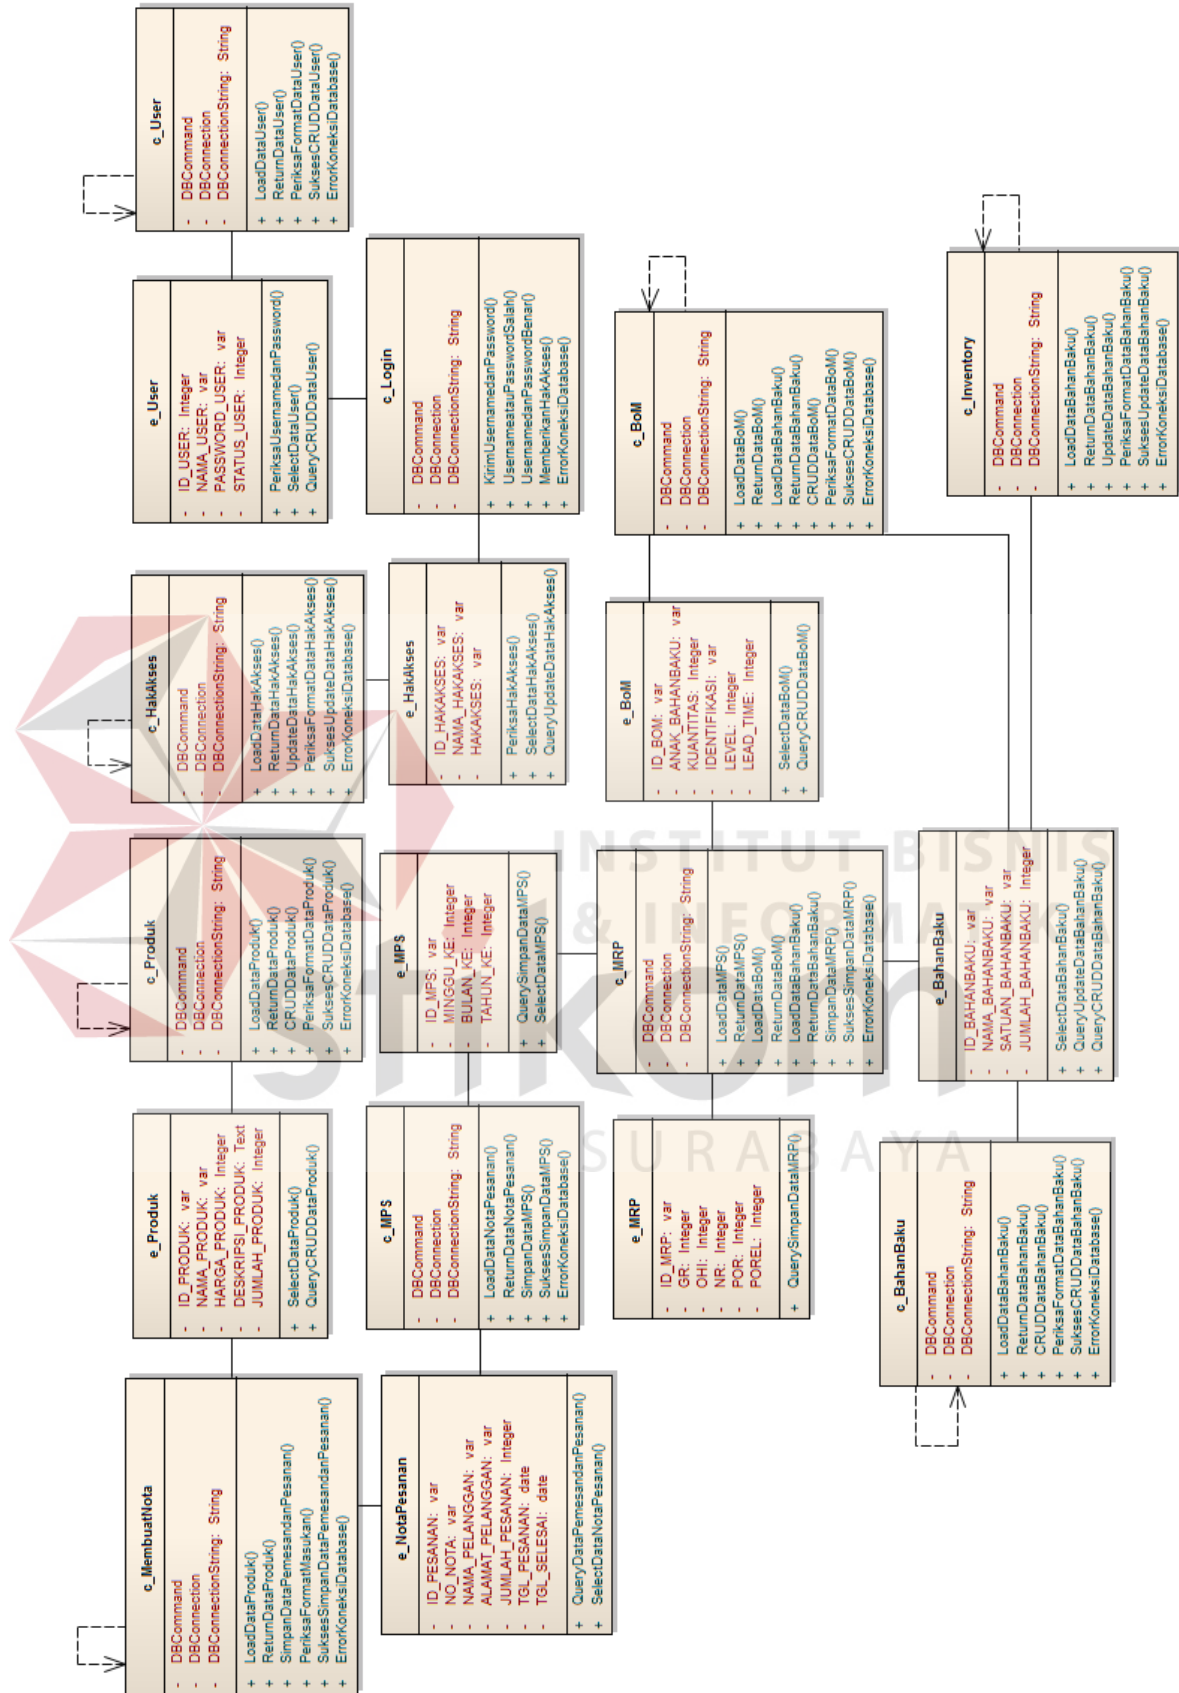 c_MembuatNota
- DBCommand
- DBConnection
- DBConnectionString: String
+ LoadDataProduk()
+ ReturnDataProduk()
+ SimpanDataPemesandanPesanan()
+ PeriksaFormatMasukan()
+ SuksesSimpanDataPemesandanPesanan()
+ ErrorKoneksiDatabase()
e_Produk
- ID_PRODUK: var
- NAMA_PRODUK: var
- HARGA_PRODUK: Integer
- DESKRIPSI_PRODUK: Text
- JUMLAH_PRODUK: Integer
+ SelectDataProduk()
+ QueryCRUDDataProduk()
c_Produk
- DBCommand
- DBConnection
- DBConnectionString: String
+ LoadDataProduk()
+ ReturnDataProduk()
+ CRUDDataProduk()
+ PeriksaFormatDataProduk()
+ SuksesCRUDDataProduk()
+ ErrorKoneksiDatabase()
c_HakAkses
- DBCommand
- DBConnection
- DBConnectionString: String
+ LoadDataHakAkses()
+ ReturnDataHakAkses()
+ UpdateDataHakAkses()
+ PeriksaFormatDataHakAkses()
+ SuksesUpdateDataHakAkses()
+ ErrorKoneksiDatabase()
e_User
- ID_USER: Integer
- NAMA_USER: var
- PASSWORD_USER: var
- STATUS_USER: Integer
+ PeriksaUsernamedanPassword()
+ SelectDataUser()
+ QueryCRUDDataUser()
c_User
- DBCommand
- DBConnection
- DBConnectionString: String
+ LoadDataUser()
+ ReturnDataUser()
+ PeriksaFormatDataUser()
+ SuksesCRUDDataUser()
+ ErrorKoneksiDatabase()
e_NotaPesanan
- ID_PESANAN: var
- NO_NOTA: var
- NAMA_PELANGGAN: var
- ALAMAT_PELANGGAN: var
- JUMLAH_PESANAN: Integer
- TGL_PESANAN: date
- TGL_SELESAI: date
+ QueryDataPemesandanPesanan()
+ SelectDataNotaPesanan()
c_MPS
- DBCommand
- DBConnection
- DBConnectionString: String
+ LoadDataNotaPesanan()
+ ReturnDataNotaPesanan()
+ SimpanDataMPS()
+ SuksesSimpanDataMPS()
+ ErrorKoneksiDatabase()
e_MPS
- ID_MPS: var
- MINGGU_KE: Integer
- BULAN_KE: Integer
- TAHUN_KE: Integer
+ QuerySimpanDataMPS()
+ SelectDataMPS()
e_HakAkses
- ID_HAKAKSES: var
- NAMA_HAKAKSES: var
- HAKAKSES: var
+ PeriksaHakAkses()
+ SelectDataHakAkses()
+ QueryUpdateDataHakAkses()
c_Login
- DBCommand
- DBConnection
- DBConnectionString: String
+ KirimUsernamedanPassword()
+ UsernameatauPasswordSalah()
+ UsernamedanPasswordBenar()
+ MemberikanHakAkses()
+ ErrorKoneksiDatabase()
e_MRP
- ID_MRP: var
- GR: Integer
- OHI: Integer
- NR: Integer
- POR: Integer
- POREL: Integer
+ QuerySimpanDataMRP()
c_MRP
- DBCommand
- DBConnection
- DBConnectionString: String
+ LoadDataMPS()
+ ReturnDataMPS()
+ LoadDataBoM()
+ ReturnDataBoM()
+ LoadDataBahanBaku()
+ ReturnDataBahanBaku()
+ SimpanDataMRP()
+ SuksesSimpanDataMRP()
+ ErrorKoneksiDatabase()
e_BoM
- ID_BOM: var
- ANAK_BAHANBAKU: var
- KUANTITAS: Integer
- IDENTIFIKASI: var
- LEVEL: Integer
- LEAD_TIME: Integer
+ SelectDataBoM()
+ QueryCRUDDataBoM()
c_BoM
- DBCommand
- DBConnection
- DBConnectionString: String
+ LoadDataBoM()
+ ReturnDataBoM()
+ LoadDataBahanBaku()
+ ReturnDataBahanBaku()
+ CRUDDataBoM()
+ PeriksaFormatDataBoM()
+ SuksesCRUDDataBoM()
+ ErrorKoneksiDatabase()
c_BahanBaku
- DBCommand
- DBConnection
- DBConnectionString: String
+ LoadDataBahanBaku()
+ ReturnDataBahanBaku()
+ CRUDDataBahanBaku()
+ PeriksaFormatDataBahanBaku()
+ SuksesCRUDDataBahanBaku()
+ ErrorKoneksiDatabase()
e_BahanBaku
- ID_BAHANBAKU: var
- NAMA_BAHANBAKU: var
- SATUAN_BAHANBAKU: var
- JUMLAH_BAHANBAKU: Integer
+ SelectDataBahanBaku()
+ QueryUpdateDataBahanBaku()
+ QueryCRUDDataBahanBaku()
c_Inventory
- DBCommand
- DBConnection
- DBConnectionString: String
+ LoadDataBahanBaku()
+ ReturnDataBahanBaku()
+ UpdateDataBahanBaku()
+ PeriksaFormatDataBahanBaku()
+ SuksesUpdateDataBahanBaku()
+ ErrorKoneksiDatabase()
INSTITUT BISNIS
& INFORMATIKA
stikom
SURABAYA